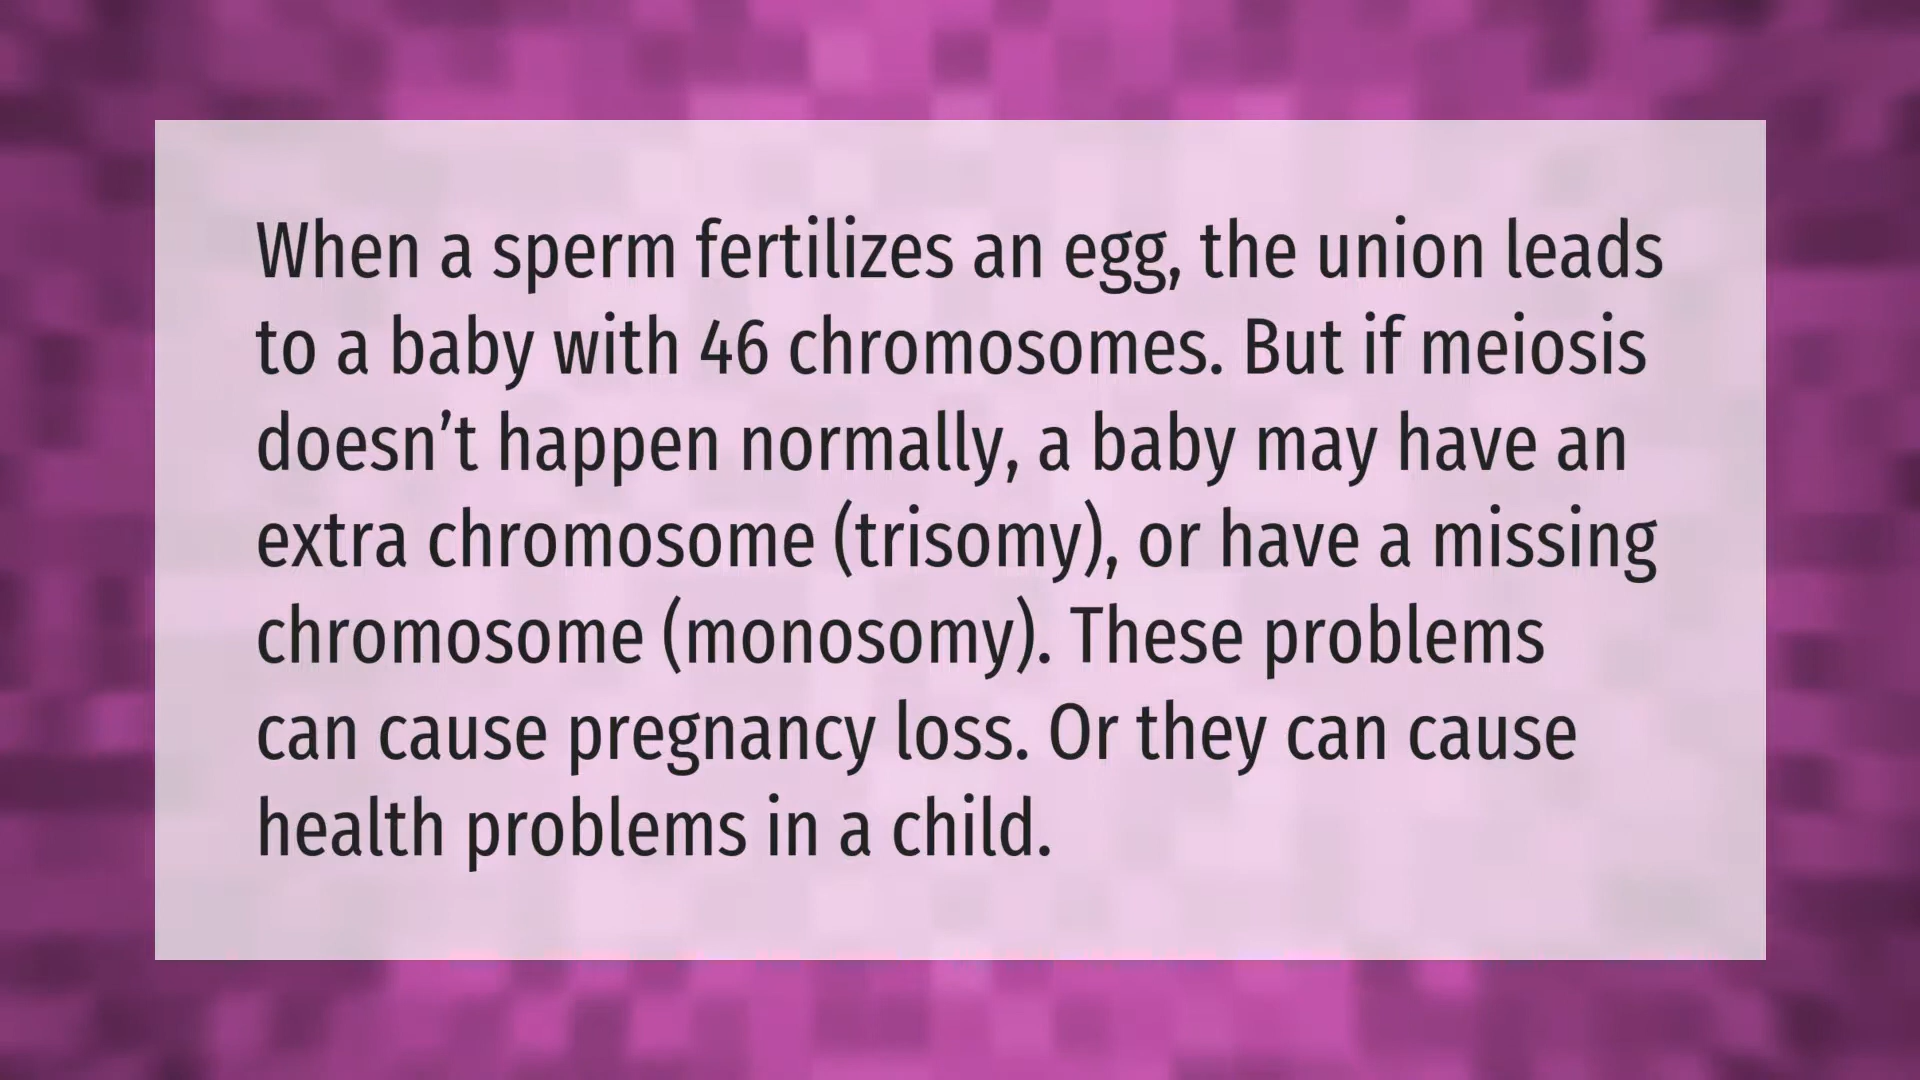 When a sperm fertilizes an egg, the union leads
to a baby with 46 chromosomes. But if meiosis
doesn’t happen normally, a baby may have an
extra chromosome (trisomy), or have a missing
chromosome (monosomy). These problems
can cause pregnancy loss. Or they can cause
health problems in a child.